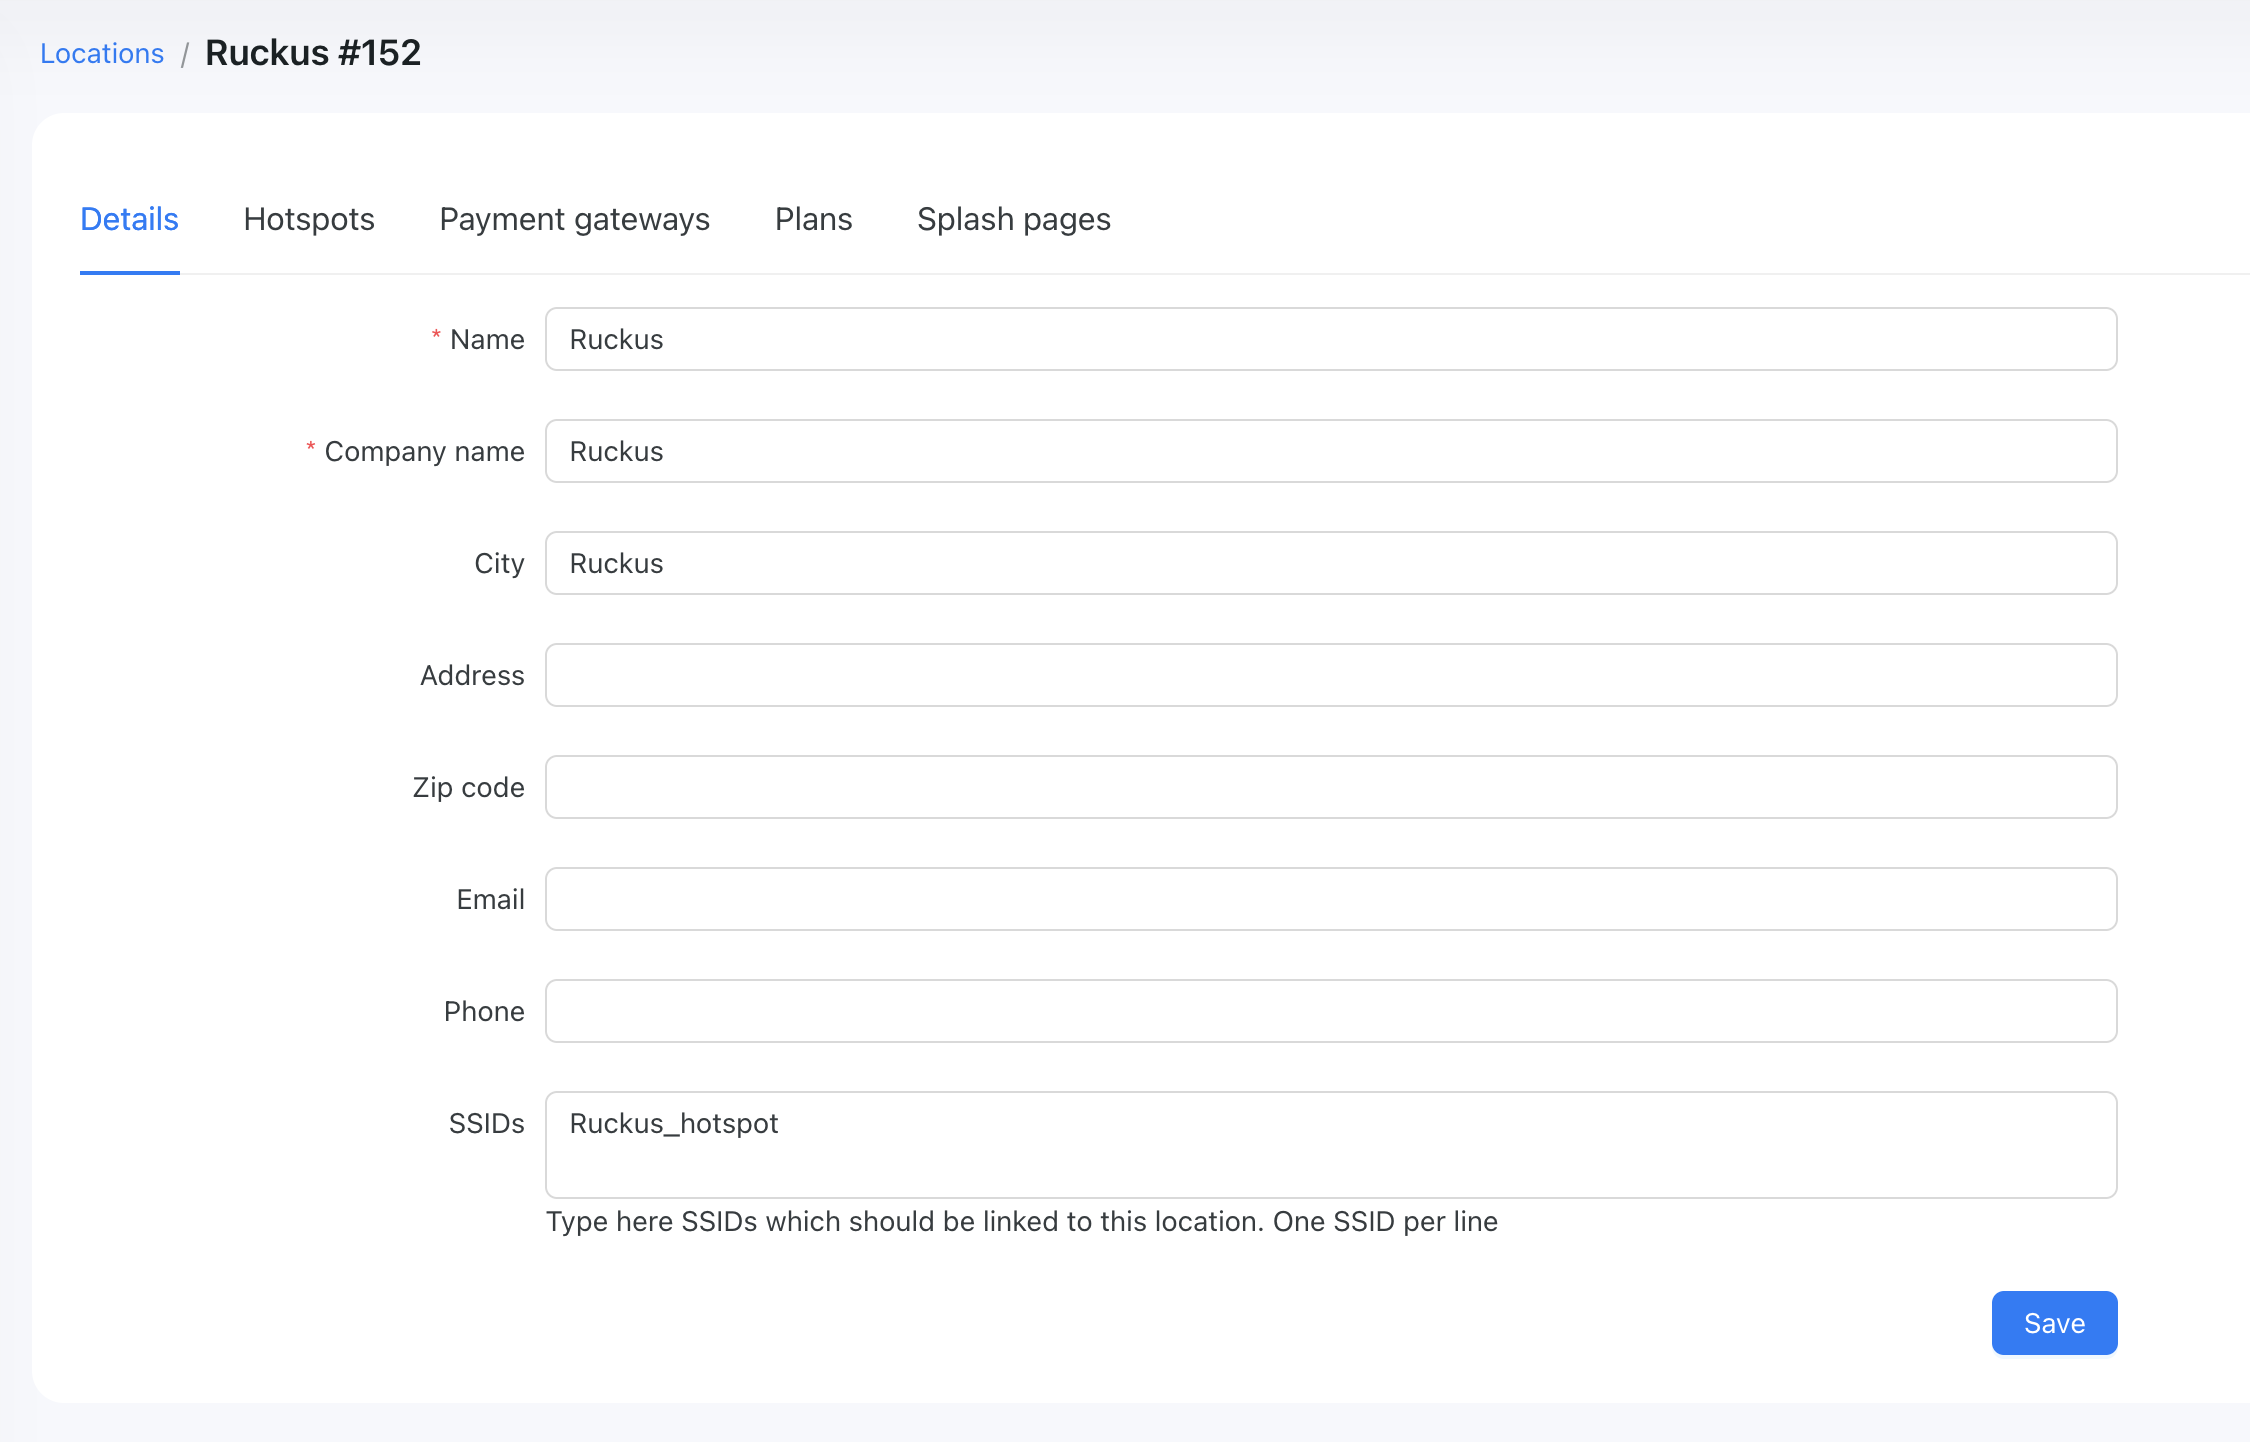 Locations / Ruckus #152
Details Hotspots Payment gateways Plans Splash pages
* Name Ruckus
* Company name Ruckus
City Ruckus
Address
Zip code
Email
Phone
SSIDs Ruckus_hotspot
Type here SSIDs which should be linked to this location. One SSID per line
Save